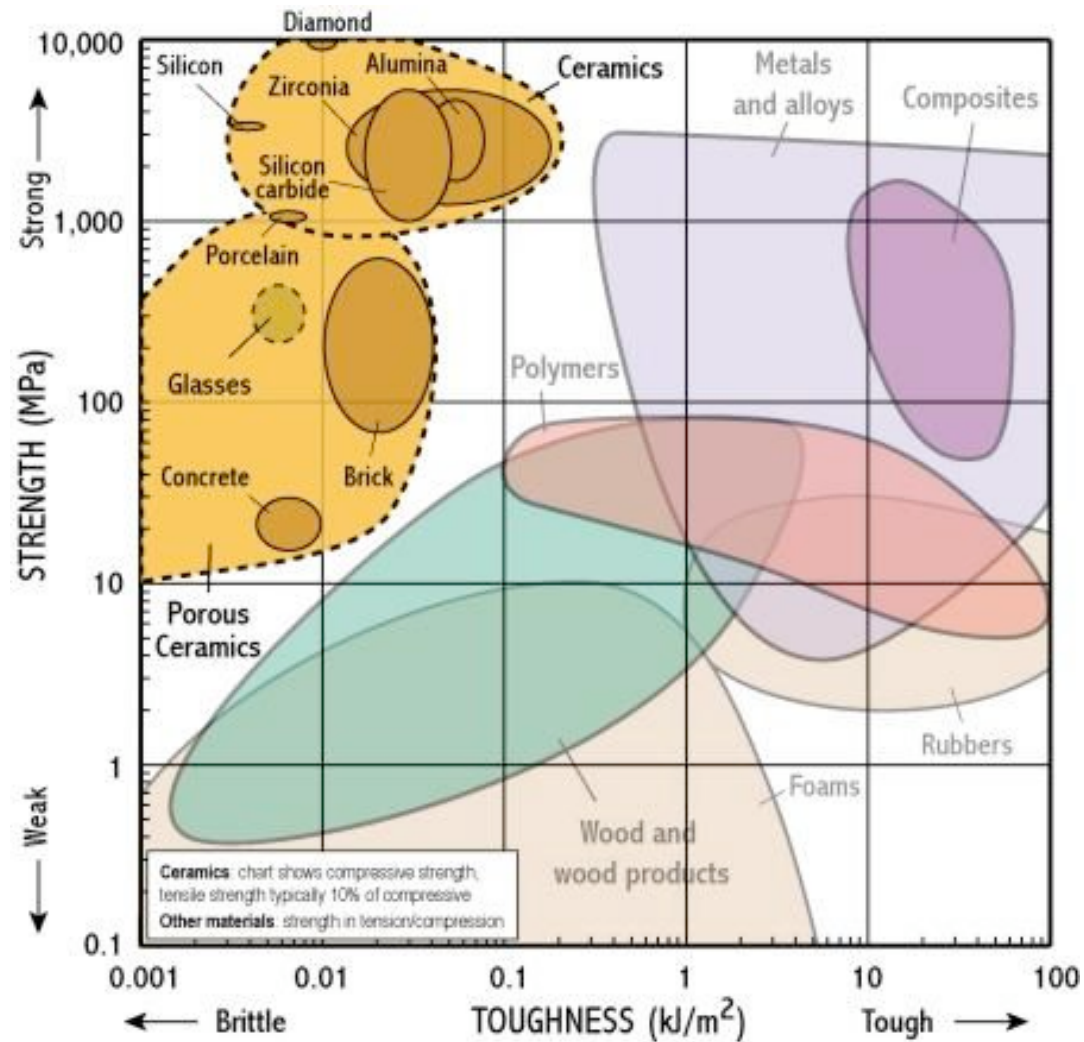 Diamond
10,000
Silicon
Alumina
Ceramics
Zirconia
Metals
and alloys
Composites
Silicon
carbide
Strong
1,000
Porcelain
Glasses
Polymers
100
STRENGTH (MPa)
Concrete
Brick
10
Porous
Ceramics
Rubbers
1
Foams
Weak
Wood and
wood products
Ceramics: chart shows compressive strength,
tensile strength typically 10% of compressive
Other materials: strength in tension/compression
0.1
0.001
0.01
0.1
1
10
100
Brittle
TOUGHNESS (kJ/m²)
Tough